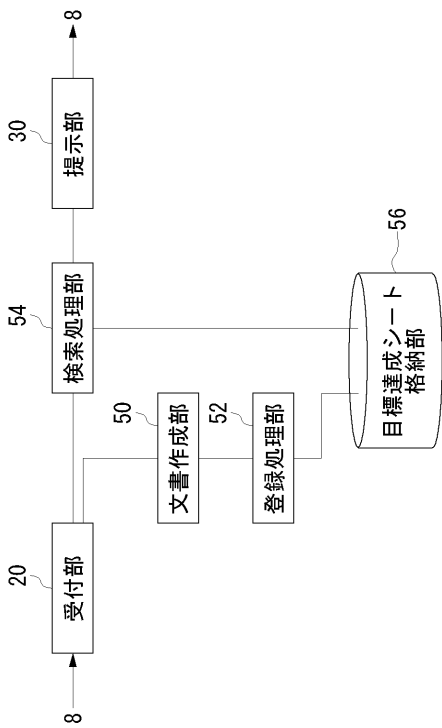 8
20
受付部
54
検索処理部
30
提示部
8
50
文書作成部
52
登録処理部
56
目標達成シート
格納部